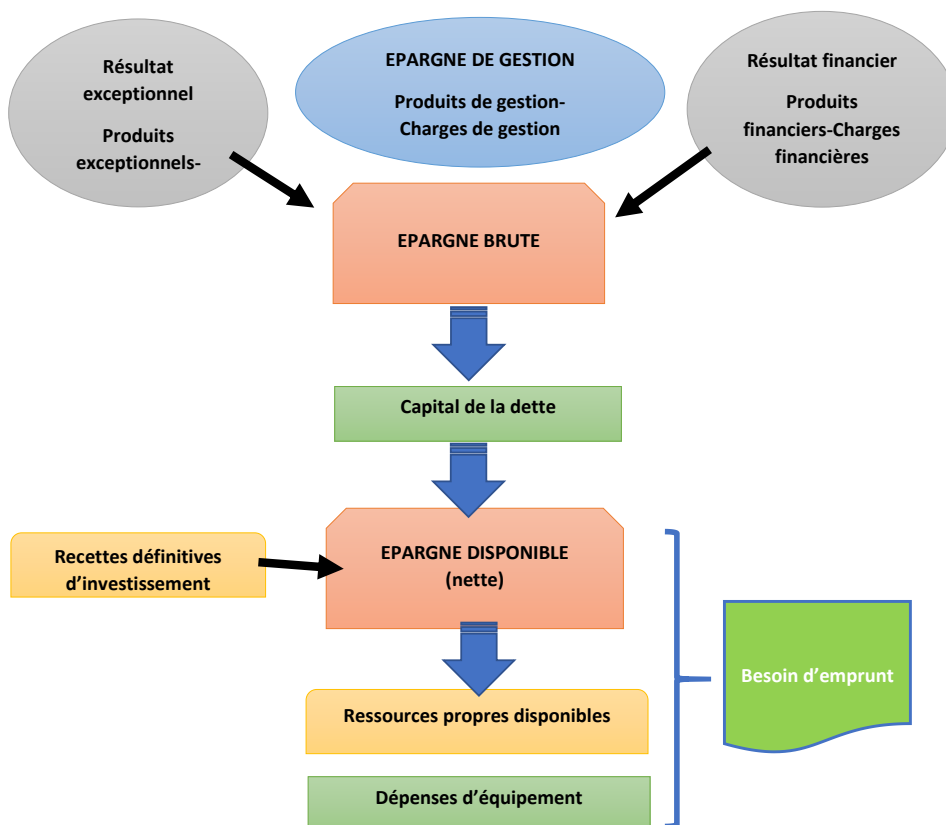 Résultat
exceptionnel
Produits
exceptionnels-
EPARGNE DE GESTION
Produits de gestion-
Charges de gestion
Résultat financier
Produits
financiers-Charges
financières
EPARGNE BRUTE
Capital de la dette
Recettes définitives
d’investissement
EPARGNE DISPONIBLE
(nette)
Besoin d’emprunt
Ressources propres disponibles
Dépenses d’équipement